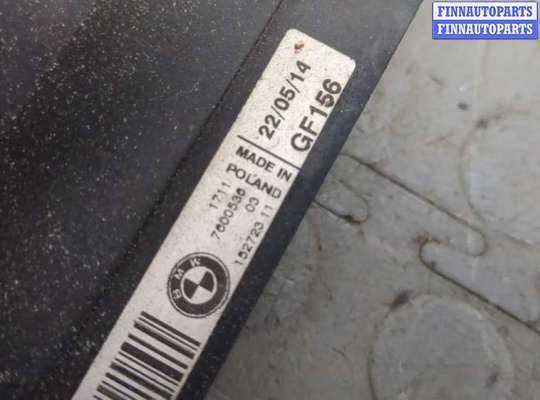 FINNAUTOPARTS
FINNAUTOPARTS
22/05/14
GF156
MADE IN
POLAND
1711
7600536 03
152723 11
BMW